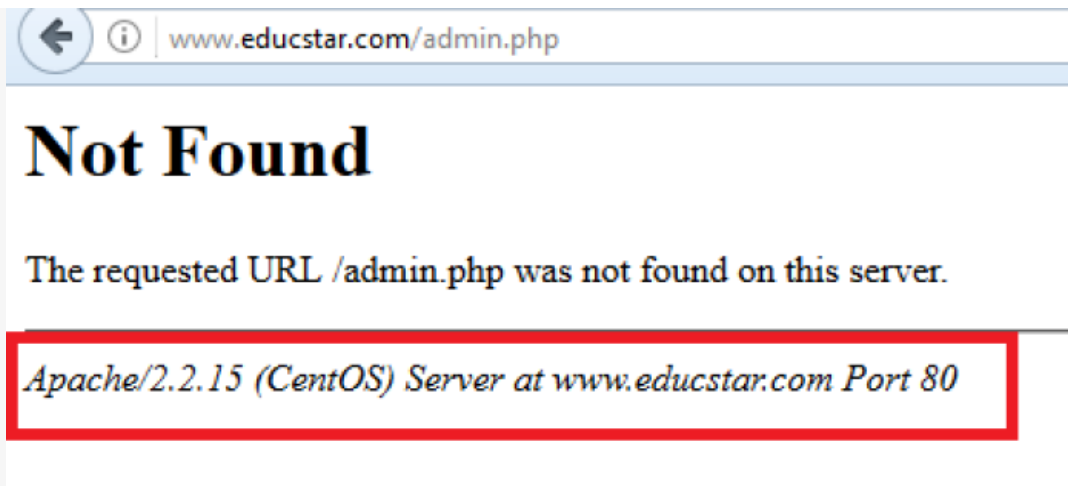 www.educstar.com/admin.php
Not Found
The requested URL /admin.php was not found on this server.
Apache/2.2.15 (CentOS) Server at www.educstar.com Port 80